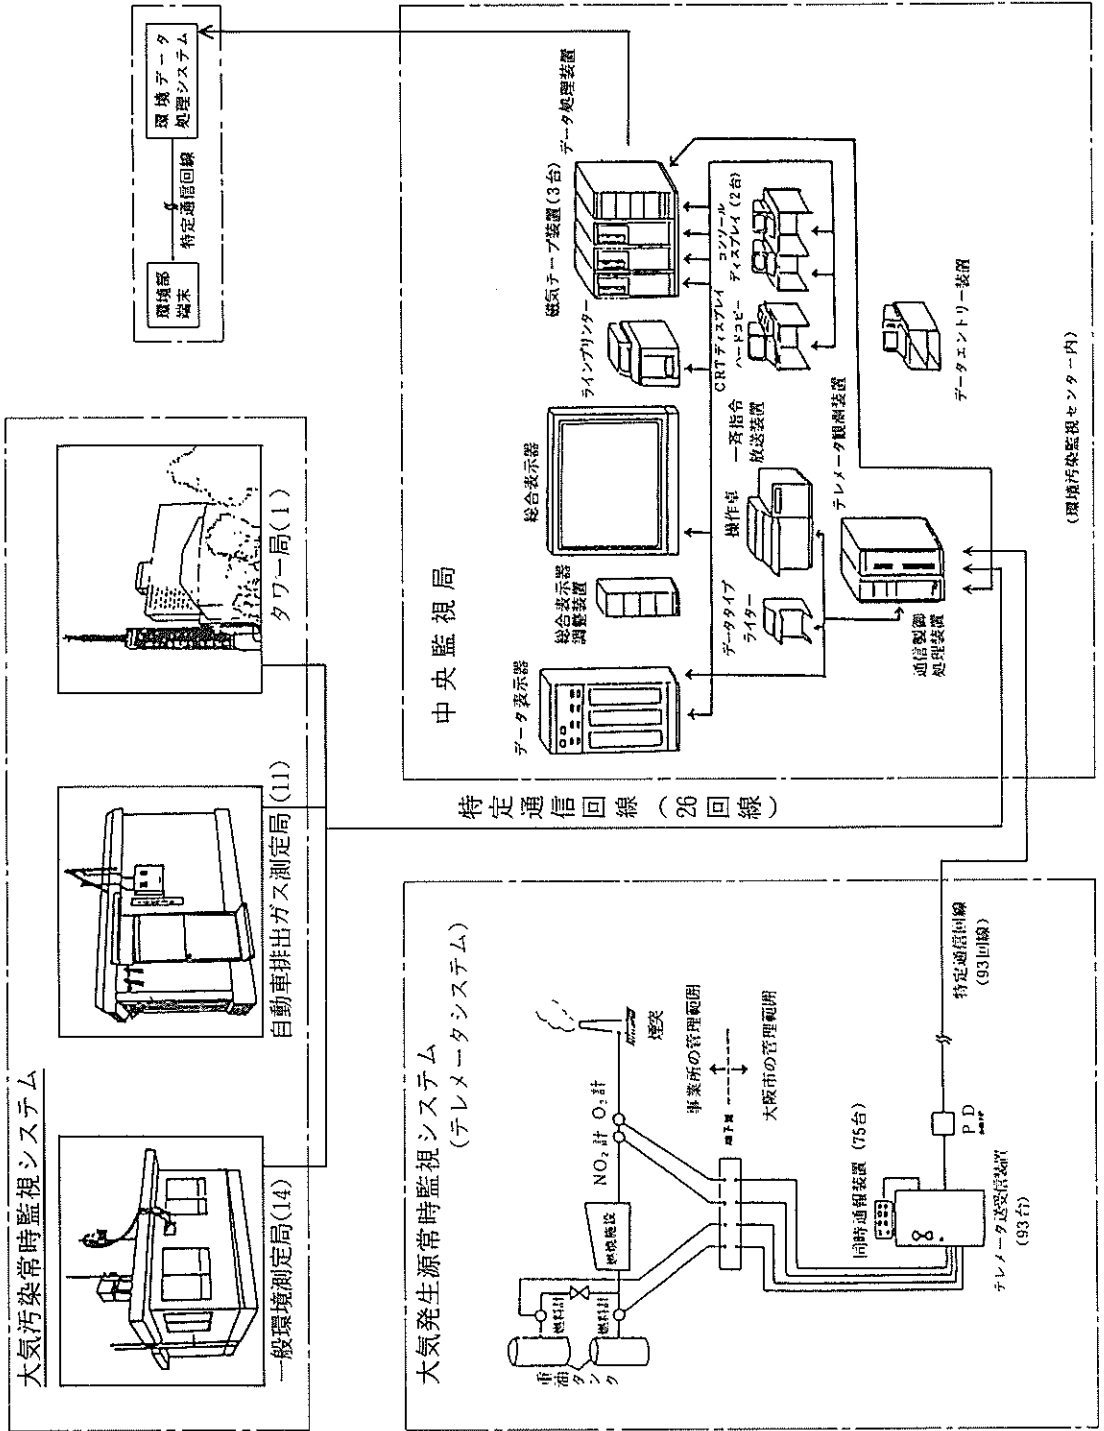 大気汚染常時監視システム
一般環境測定局(14)
自動車排出ガス測定局(11)
タワー局(1)
環境部
端末
特定通信回線
環境データ
処理システム
大気発生源常時監視システム
(テレメータシステム)
重油タンク
燃料計
燃料計
燃焼施設
NO₂計 O₂計
煙突
事業所の管理範囲
端子盤
大阪市の管理範囲
同時通報装置(75台)
テレメータ送受信装置
(93台)
P.D
特定通信回線
(93回線)
特定通信回線(26回線)
中央監視局
データ表示器
総合表示器
調整装置
総合表示器
ラインプリンター
磁気テープ装置(3台)
データ処理装置
データタイプ
ライター
操作卓
一斉指令
放送装置
CRTディスプレイ
ハードコピー
コンソール
ディスプレイ(2台)
通信制御
処理装置
テレメータ観測装置
データエントリー装置
(環境汚染監視センター内)